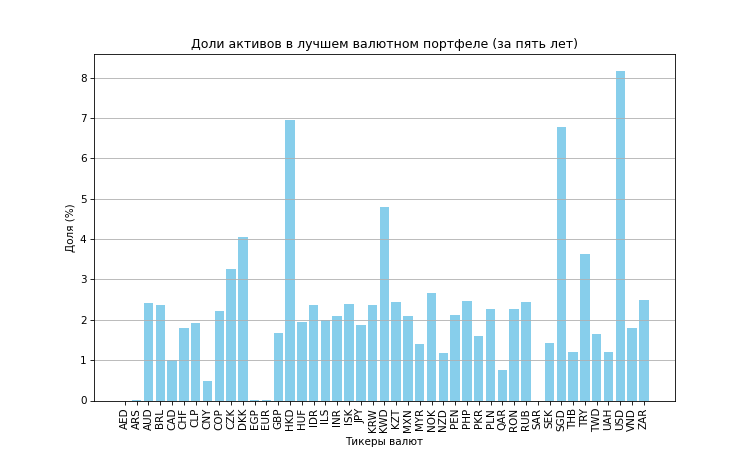 Доли активов в лучшем валютном портфеле (за пять лет)
Доля (%)
8
7
6
5
4
3
2
1
0
AED ARS AUD BRL CAD CHF CLP CNY COP CZK DKK EGP EUR GBP HKD HUF IDR ILS INR ISK JPY KRW KWD KZT MXN MYR NOK NZD PEN PHP PKR PLN QAR RON RUB SAR SEK SGD THB TRY TWD UAH USD VND ZAR
Тикеры валют